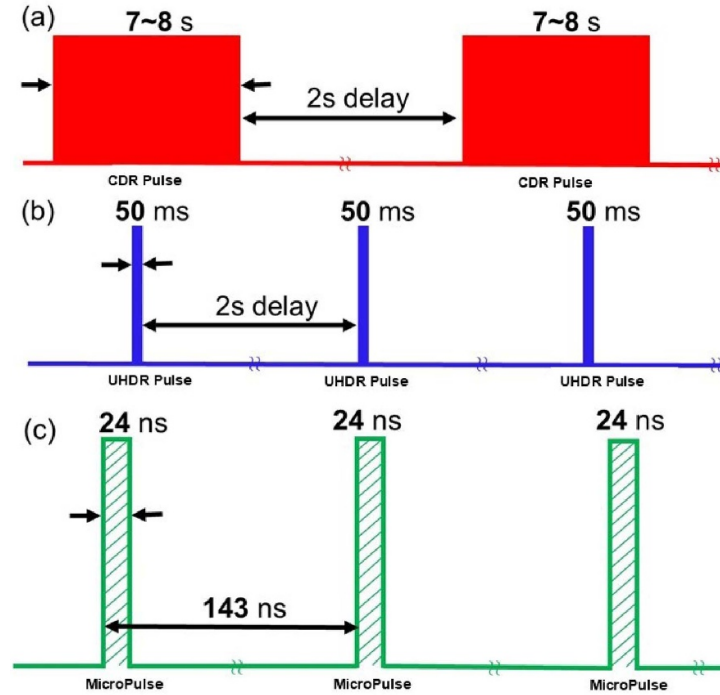 (a)
7~8 s
7~8 s
2s delay
CDR Pulse
CDR Pulse
(b)
50 ms
50 ms
50 ms
2s delay
UHDR Pulse
UHDR Pulse
UHDR Pulse
(c)
24 ns
24 ns
24 ns
143 ns
MicroPulse
MicroPulse
MicroPulse